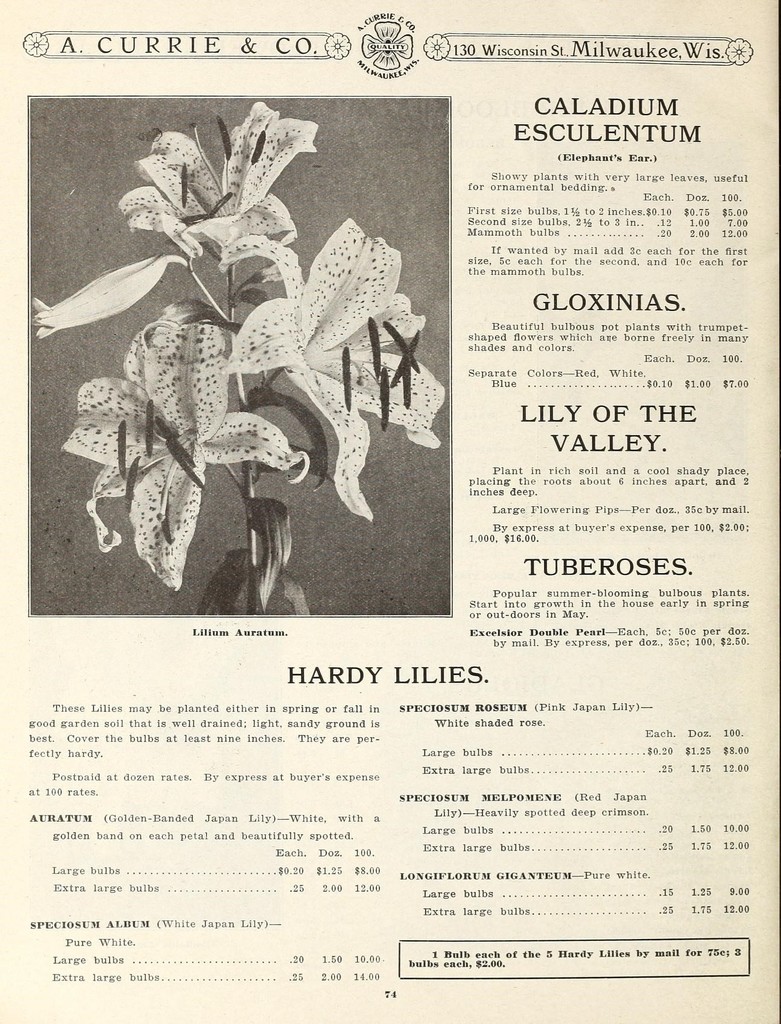 A. CURRIE & CO.
A. CURRIE & CO.
QUALITY
MILWAUKEE, WIS.
130 Wisconsin St., Milwaukee, Wis.
Lilium Auratum.
CALADIUM
ESCULENTUM
(Elephant's Ear.)
Showy plants with very large leaves, useful
for ornamental bedding.
Each. Doz. 100.
First size bulbs, 1½ to 2 inches.$0.10 $0.75 $5.00
Second size bulbs, 2½ to 3 in.. .12 1.00 7.00
Mammoth bulbs .............. .20 2.00 12.00
If wanted by mail add 3c each for the first
size, 5c each for the second, and 10c each for
the mammoth bulbs.
GLOXINIAS.
Beautiful bulbous pot plants with trumpet-
shaped flowers which are borne freely in many
shades and colors.
Each. Doz. 100.
Separate Colors—Red, White,
Blue .....................$0.10 $1.00 $7.00
LILY OF THE
VALLEY.
Plant in rich soil and a cool shady place,
placing the roots about 6 inches apart, and 2
inches deep.
Large Flowering Pips—Per doz., 35c by mail.
By express at buyer's expense, per 100, $2.00;
1,000, $16.00.
TUBEROSES.
Popular summer-blooming bulbous plants.
Start into growth in the house early in spring
or out-doors in May.
Excelsior Double Pearl—Each, 5c; 50c per doz.
by mail. By express, per doz., 35c; 100, $2.50.
HARDY LILIES.
These Lilies may be planted either in spring or fall in
good garden soil that is well drained; light, sandy ground is
best. Cover the bulbs at least nine inches. They are per-
fectly hardy.
Postpaid at dozen rates. By express at buyer's expense
at 100 rates.
AURATUM (Golden-Banded Japan Lily)—White, with a
golden band on each petal and beautifully spotted.
Each. Doz. 100.
Large bulbs .........................$0.20 $1.25 $8.00
Extra large bulbs .................. .25 2.00 12.00
SPECIOSUM ALBUM (White Japan Lily)—
Pure White.
Large bulbs ........................ .20 1.50 10.00
Extra large bulbs................... .25 2.00 14.00
SPECIOSUM ROSEUM (Pink Japan Lily)—
White shaded rose.
Each. Doz. 100.
Large bulbs ........................$0.20 $1.25 $8.00
Extra large bulbs................... .25 1.75 12.00
SPECIOSUM MELPOMENE (Red Japan
Lily)—Heavily spotted deep crimson.
Large bulbs ........................ .20 1.50 10.00
Extra large bulbs................... .25 1.75 12.00
LONGIFLORUM GIGANTEUM—Pure white.
Large bulbs ........................ .15 1.25 9.00
Extra large bulbs................... .25 1.75 12.00
1 Bulb each of the 5 Hardy Lilies by mail for 75c; 3
bulbs each, $2.00.
74